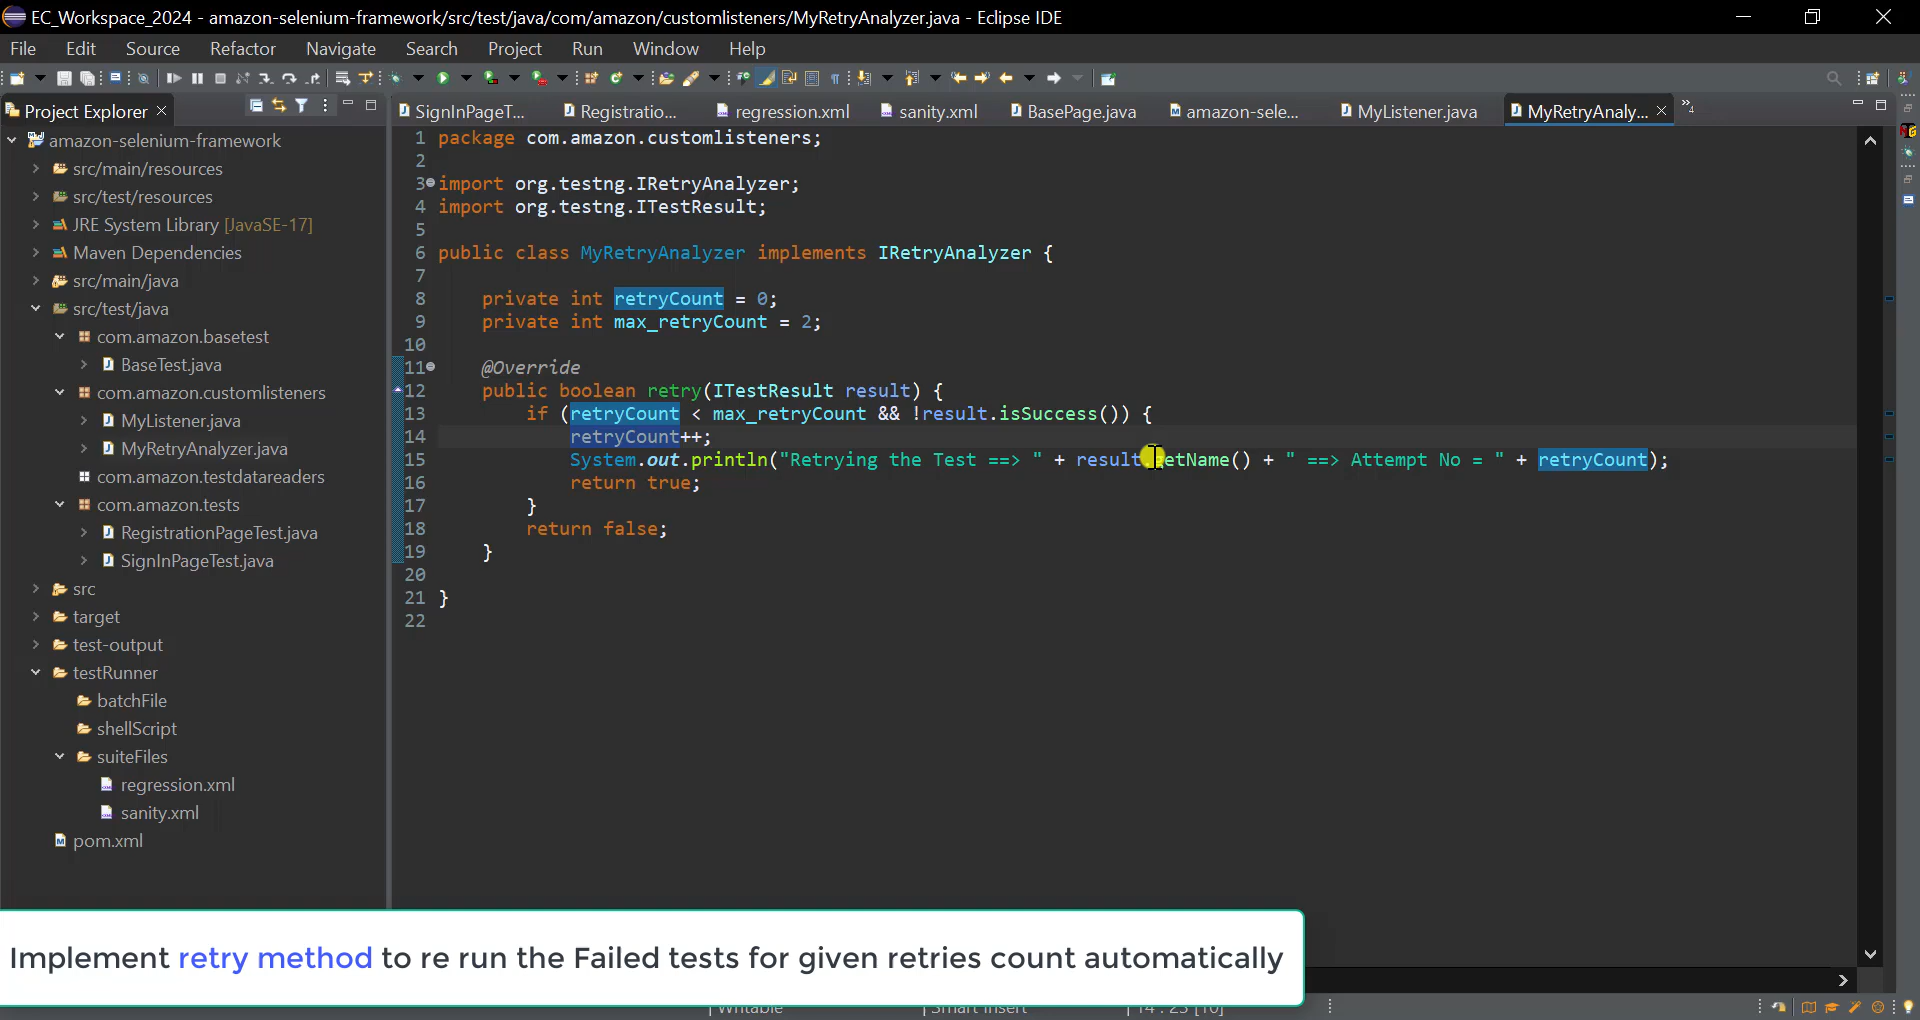 EC_Workspace_2024 - amazon-selenium-framework/src/test/java/com/amazon/customlisteners/MyRetryAnalyzer.java - Eclipse IDE
File Edit Source Refactor Navigate Search Project Run Window Help
Project Explorer
SignInPageT... Registratio... regression.xml sanity.xml BasePage.java amazon-sele... MyListener.java MyRetryAnaly... »4
amazon-selenium-framework
src/main/resources
src/test/resources
JRE System Library [JavaSE-17]
Maven Dependencies
src/main/java
src/test/java
com.amazon.basetest
BaseTest.java
com.amazon.customlisteners
MyListener.java
MyRetryAnalyzer.java
com.amazon.testdatareaders
com.amazon.tests
RegistrationPageTest.java
SignInPageTest.java
src
target
test-output
testRunner
batchFile
shellScript
suiteFiles
regression.xml
sanity.xml
pom.xml
1 package com.amazon.customlisteners;
2
3 import org.testng.IRetryAnalyzer;
4 import org.testng.ITestResult;
5
6 public class MyRetryAnalyzer implements IRetryAnalyzer {
7
8 private int retryCount = 0;
9 private int max_retryCount = 2;
10
11 @Override
12 public boolean retry(ITestResult result) {
13 if (retryCount < max_retryCount && !result.isSuccess()) {
14 retryCount++;
15 System.out.println("Retrying the Test ==> " + result.getName() + " ==> Attempt No = " + retryCount);
16 return true;
17 }
18 return false;
19 }
20
21 }
22
Implement retry method to re run the Failed tests for given retries count automatically
Writable Smart Insert 14 : 25 [10]